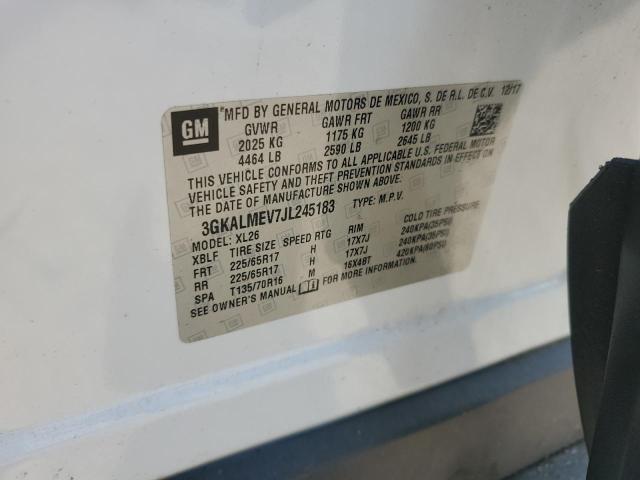 GM
*MFD BY GENERAL MOTORS DE MEXICO, S. DE R.L. DE C.V. 12/17
GVWR GAWR FRT GAWR RR
2025 KG 1175 KG 1200 KG
4464 LB 2590 LB 2645 LB
THIS VEHICLE CONFORMS TO ALL APPLICABLE U.S. FEDERAL MOTOR
VEHICLE SAFETY AND THEFT PREVENTION STANDARDS IN EFFECT ON
THE DATE OF MANUFACTURE SHOWN ABOVE.
3GKALMEV7JL245183 TYPE: M.P.V.
MODEL: XL26
XBLF TIRE SIZE SPEED RTG RIM COLD TIRE PRESSURE
FRT 225/65R17 H 17X7J 240KPA(35PSI)
RR 225/65R17 H 17X7J 240KPA(35PSI)
SPA T135/70R16 M 16X4BT 420KPA(60PSI)
SEE OWNER'S MANUAL FOR MORE INFORMATION.